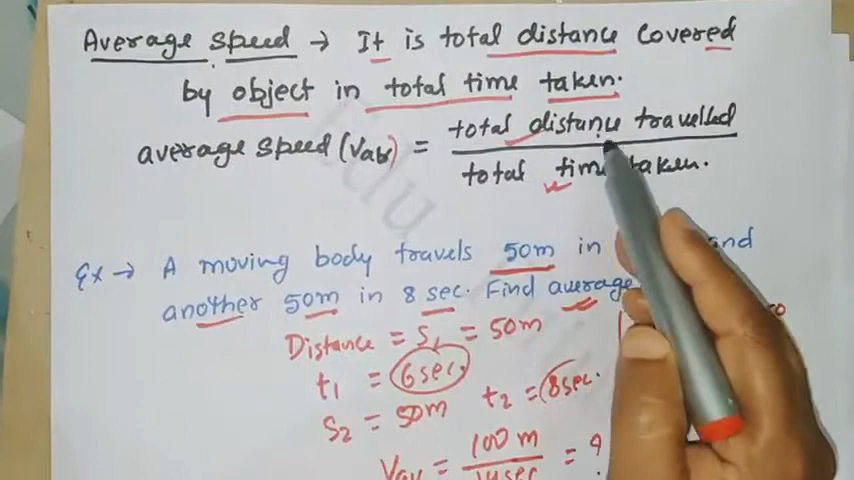 Average speed → It is total distance covered
by object in total time taken.
average speed (Vav) = total distance travelled
total time taken.
Ex → A moving body travels 50m in and
another 50m in 8 sec. Find average
Distance = S1 = 50m
t1 = 6sec.
t2 = 8sec.
S2 = 50m
Vav = 100 m = ?
14sec